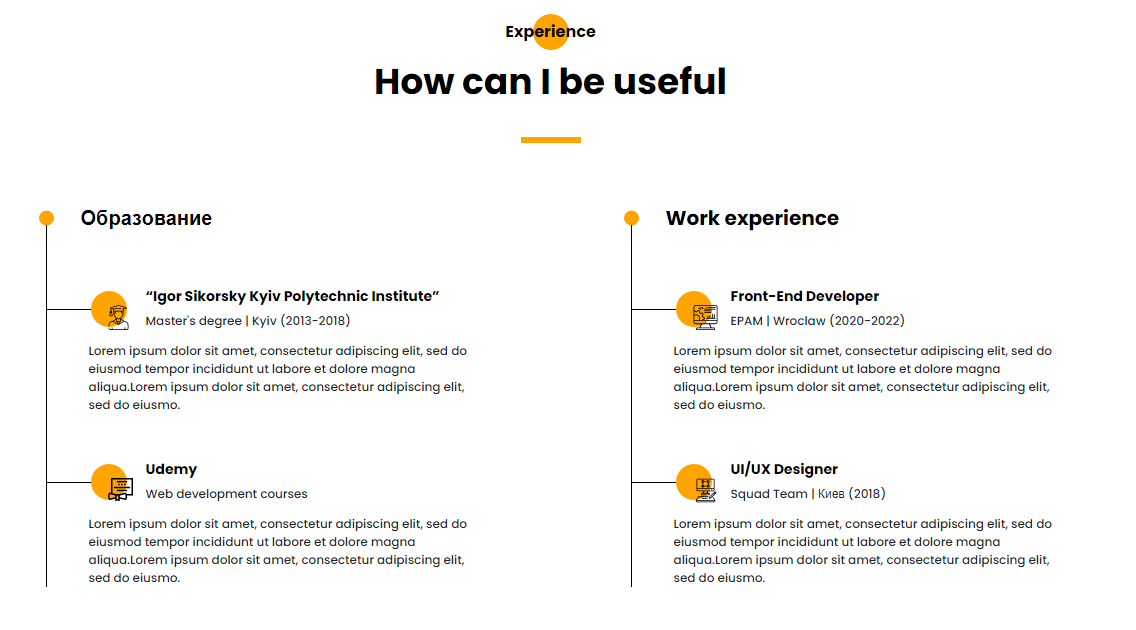 Experience
How can I be useful
Образование
“Igor Sikorsky Kyiv Polytechnic Institute”
Master's degree | Kyiv (2013-2018)
Lorem ipsum dolor sit amet, consectetur adipiscing elit, sed do
eiusmod tempor incididunt ut labore et dolore magna
aliqua.Lorem ipsum dolor sit amet, consectetur adipiscing elit,
sed do eiusmo.
Udemy
Web development courses
Lorem ipsum dolor sit amet, consectetur adipiscing elit, sed do
eiusmod tempor incididunt ut labore et dolore magna
aliqua.Lorem ipsum dolor sit amet, consectetur adipiscing elit,
sed do eiusmo.
Work experience
Front-End Developer
EPAM | Wroclaw (2020-2022)
Lorem ipsum dolor sit amet, consectetur adipiscing elit, sed do
eiusmod tempor incididunt ut labore et dolore magna
aliqua.Lorem ipsum dolor sit amet, consectetur adipiscing elit,
sed do eiusmo.
UI/UX Designer
Squad Team | Киев (2018)
Lorem ipsum dolor sit amet, consectetur adipiscing elit, sed do
eiusmod tempor incididunt ut labore et dolore magna
aliqua.Lorem ipsum dolor sit amet, consectetur adipiscing elit,
sed do eiusmo.